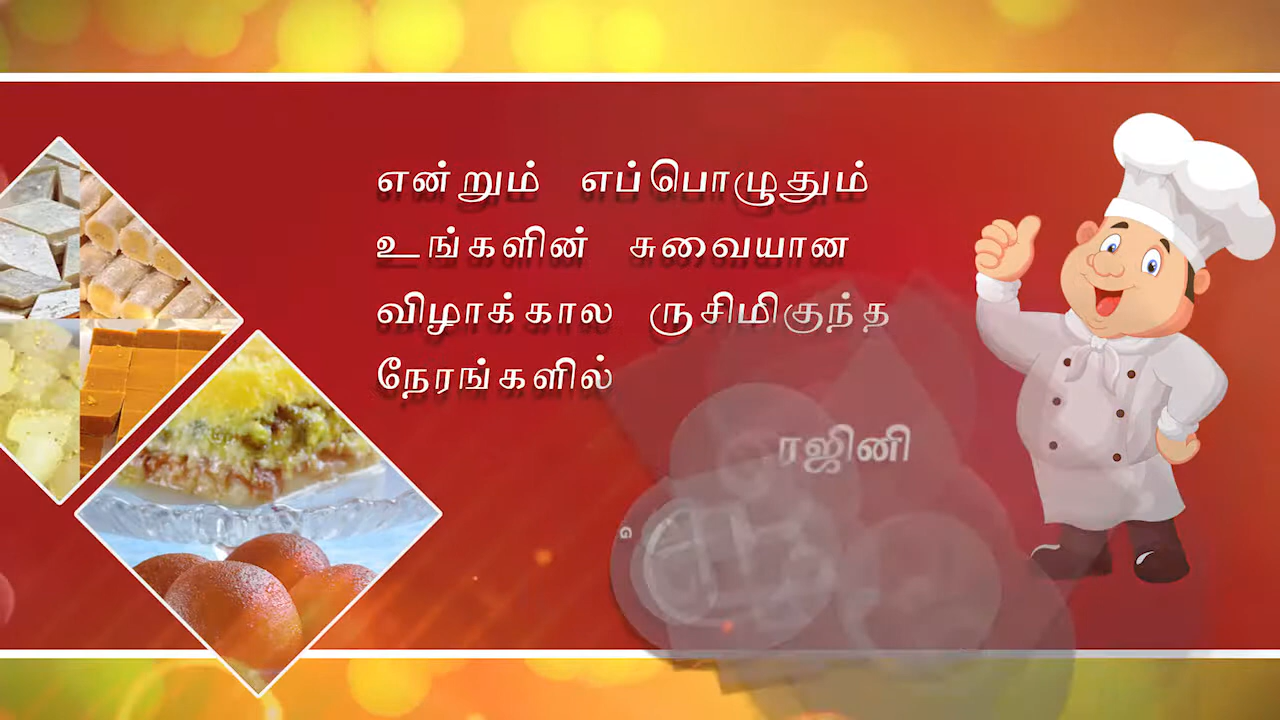 என்றும் எப்பொழுதும்
உங்களின் சுவையான
விழாக்கால ருசிமிகுந்த
நேரங்களில்
ரஜினி